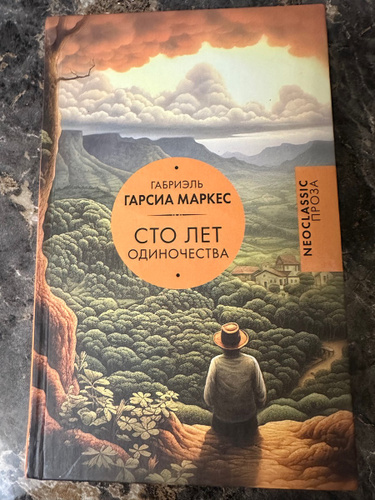 ГАБРИЭЛЬ
ГАРСИА МАРКЕС
СТО ЛЕТ
ОДИНОЧЕСТВА
NEOCLASSIC
ПРОЗА